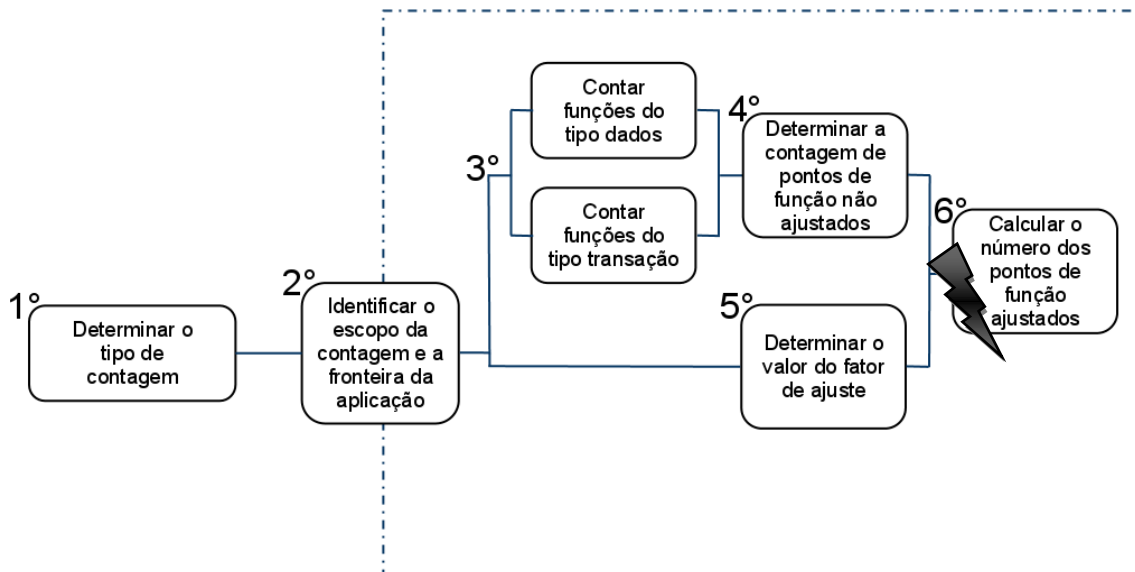 1°
Determinar o
tipo de
contagem
2°
Identificar o
escopo da
contagem e a
fronteira da
aplicação
3°
Contar
funções do
tipo dados
Contar
funções do
tipo transação
4°
Determinar a
contagem de
pontos de
função não
ajustados
5°
Determinar o
valor do fator
de ajuste
6°
Calcular o
número dos
pontos de
função
ajustados